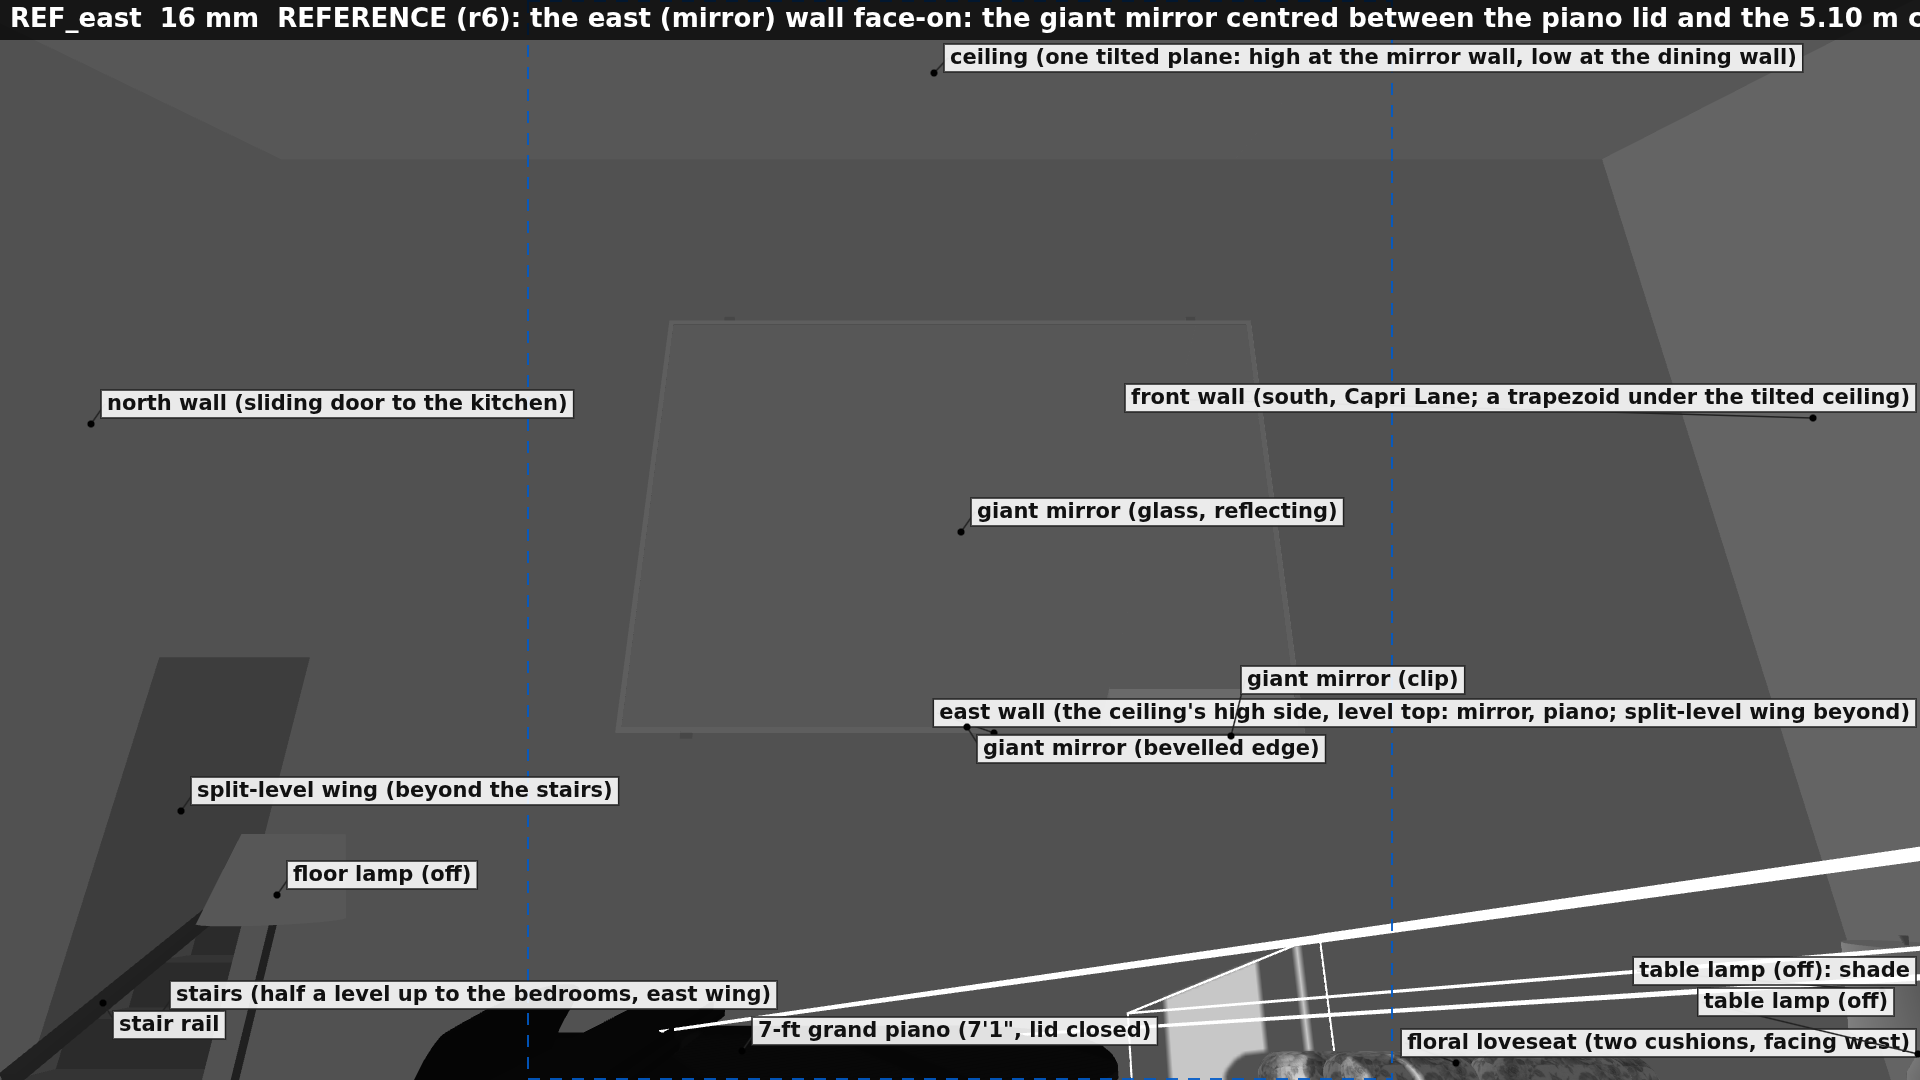 REF_east  16 mm  REFERENCE (r6): the east (mirror) wall face-on: the giant mirror centred between the piano lid and the 5.10 m c
ceiling (one tilted plane: high at the mirror wall, low at the dining wall)
front wall (south, Capri Lane; a trapezoid under the tilted ceiling)
north wall (sliding door to the kitchen)
giant mirror (glass, reflecting)
giant mirror (clip)
east wall (the ceiling's high side, level top: mirror, piano; split-level wing beyond)
giant mirror (bevelled edge)
split-level wing (beyond the stairs)
floor lamp (off)
table lamp (off): shade
stairs (half a level up to the bedrooms, east wing)
table lamp (off)
stair rail
7-ft grand piano (7'1", lid closed)
floral loveseat (two cushions, facing west)